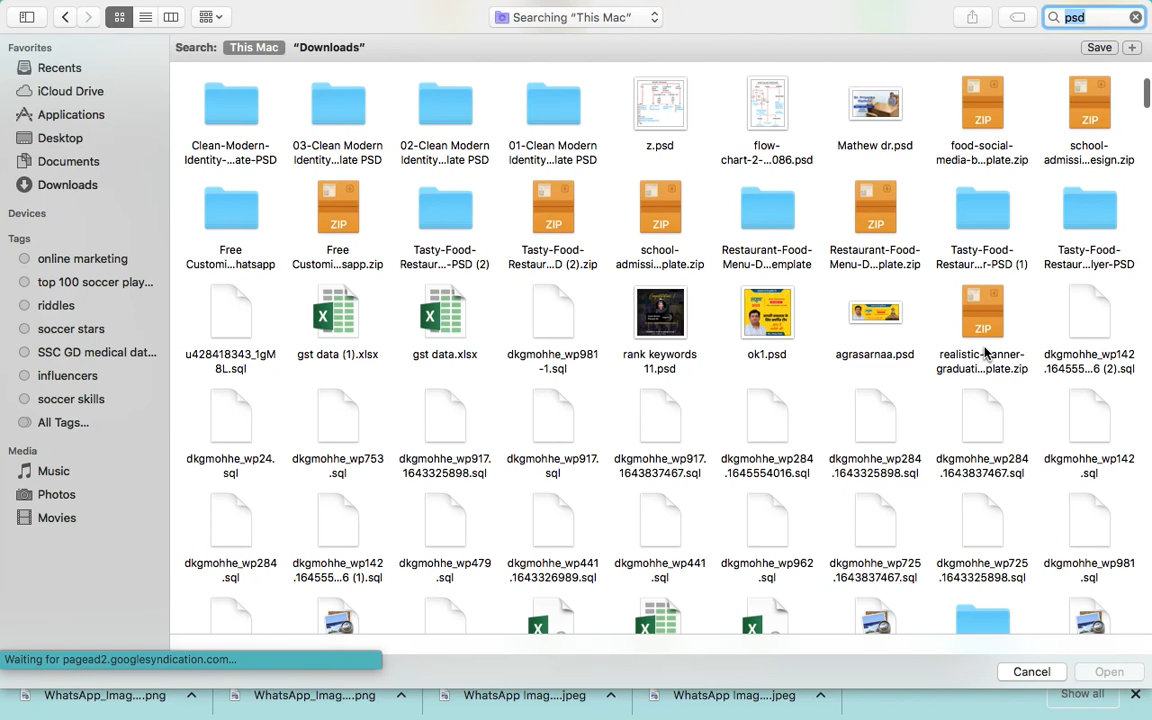 Searching “This Mac”
psd
Favorites
Recents
iCloud Drive
Applications
Desktop
Documents
Downloads
Devices
Tags
online marketing
top 100 soccer play...
riddles
soccer stars
SSC GD medical dat...
influencers
soccer skills
All Tags...
Media
Music
Photos
Movies
Search: This Mac “Downloads” Save
Clean-Modern-
Identity-...ate-PSD
03-Clean Modern
Identity....late PSD
02-Clean Modern
Identity....late PSD
01-Clean Modern
Identity....late PSD
z.psd
flow-
chart-2-...086.psd
Mathew dr.psd
ZIP
food-social-
media-b...plate.zip
ZIP
school-
admissi...esign.zip
Free
Customi...hatsapp
ZIP
Free
Customi...sapp.zip
Tasty-Food-
Restaur...-PSD (2)
ZIP
Tasty-Food-
Restaur...D (2).zip
ZIP
school-
admissi...plate.zip
Restaurant-Food-
Menu-D...emplate
ZIP
Restaurant-Food-
Menu-D...plate.zip
Tasty-Food-
Restaur...r-PSD (1)
Tasty-Food-
Restaur...lyer-PSD
u428418343_1gM
8L.sql
gst data (1).xlsx
gst data.xlsx
dkgmohhe_wp981
-1.sql
rank keywords
11.psd
ok1.psd
agrasarnaa.psd
ZIP
graduati...plate.zip
dkgmohhe_wp142
.164555...6 (2).sql
dkgmohhe_wp24.
sql
dkgmohhe_wp753
.sql
dkgmohhe_wp917.
1643325898.sql
dkgmohhe_wp917.
sql
dkgmohhe_wp917.
1643837467.sql
dkgmohhe_wp284
.1645554016.sql
dkgmohhe_wp284
.1643325898.sql
dkgmohhe_wp284
.1643837467.sql
dkgmohhe_wp142
.sql
dkgmohhe_wp284
.sql
dkgmohhe_wp142
.164555...6 (1).sql
dkgmohhe_wp479
.sql
dkgmohhe_wp441
.1643326989.sql
dkgmohhe_wp441
.sql
dkgmohhe_wp962
.sql
dkgmohhe_wp725
.1643837467.sql
dkgmohhe_wp725
.1643325898.sql
dkgmohhe_wp981
.sql
Waiting for pagead2.googlesyndication.com...
Cancel Open
WhatsApp_Imag....png
WhatsApp_Imag....png
WhatsApp Imag....jpeg
WhatsApp Imag....jpeg
Show all